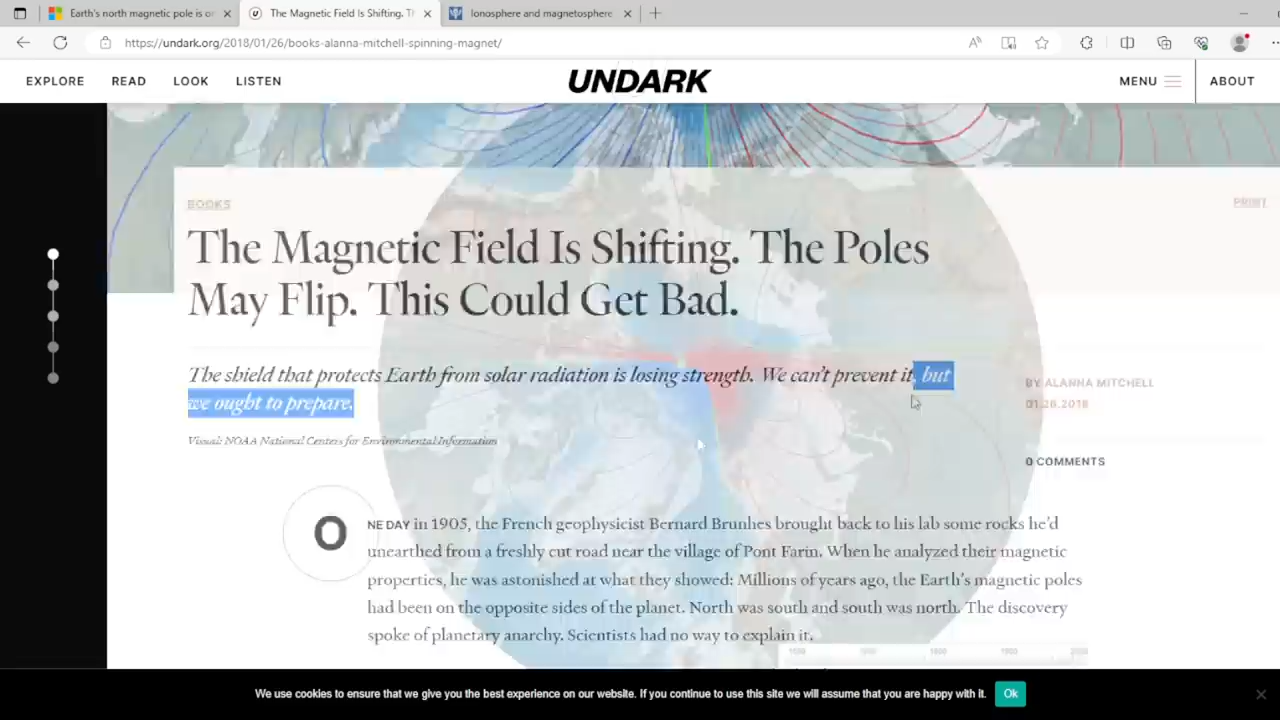 Earth's north magnetic pole is o
The Magnetic Field Is Shifting. T
Ionosphere and magnetosphere
https://undark.org/2018/01/26/books-alanna-mitchell-spinning-magnet/
EXPLORE READ LOOK LISTEN UNDARK MENU ABOUT
BOOKS
PRINT
The Magnetic Field Is Shifting. The Poles
May Flip. This Could Get Bad.
The shield that protects Earth from solar radiation is losing strength. We can't prevent it, but
we ought to prepare.
BY ALANNA MITCHELL
01.26.2018
Visual: NOAA National Centers for Environmental Information
0 COMMENTS
ONE DAY in 1905, the French geophysicist Bernard Brunhes brought back to his lab some rocks he'd
unearthed from a freshly cut road near the village of Pont Farin. When he analyzed their magnetic
properties, he was astonished at what they showed: Millions of years ago, the Earth's magnetic poles
had been on the opposite sides of the planet. North was south and south was north. The discovery
spoke of planetary anarchy. Scientists had no way to explain it.
We use cookies to ensure that we give you the best experience on our website. If you continue to use this site we will assume that you are happy with it. Ok